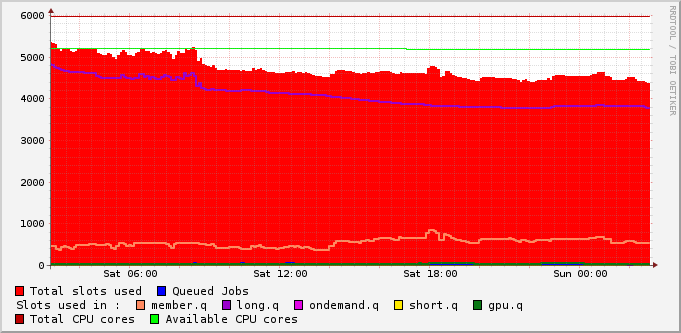 6000
5000
4000
3000
2000
1000
0
Sat 06:00 Sat 12:00 Sat 18:00 Sun 00:00
Total slots used Queued Jobs
Slots used in : member.q long.q ondemand.q short.q gpu.q
Total CPU cores Available CPU cores
RRDTOOL / TOBI OETIKER